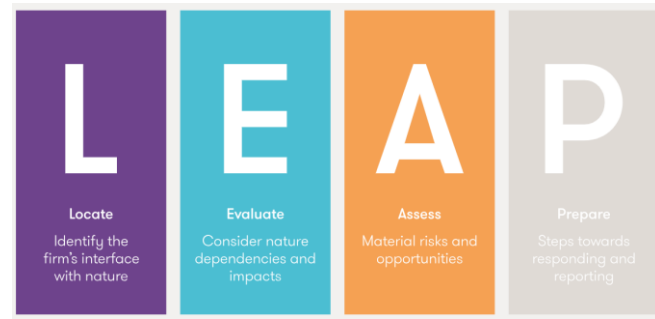 L
Locate
Identify the
firm's interface
with nature
E
Evaluate
Consider nature
dependencies and
impacts
A
Assess
Material risks and
opportunities
P
Prepare
Steps towards
responding and
reporting